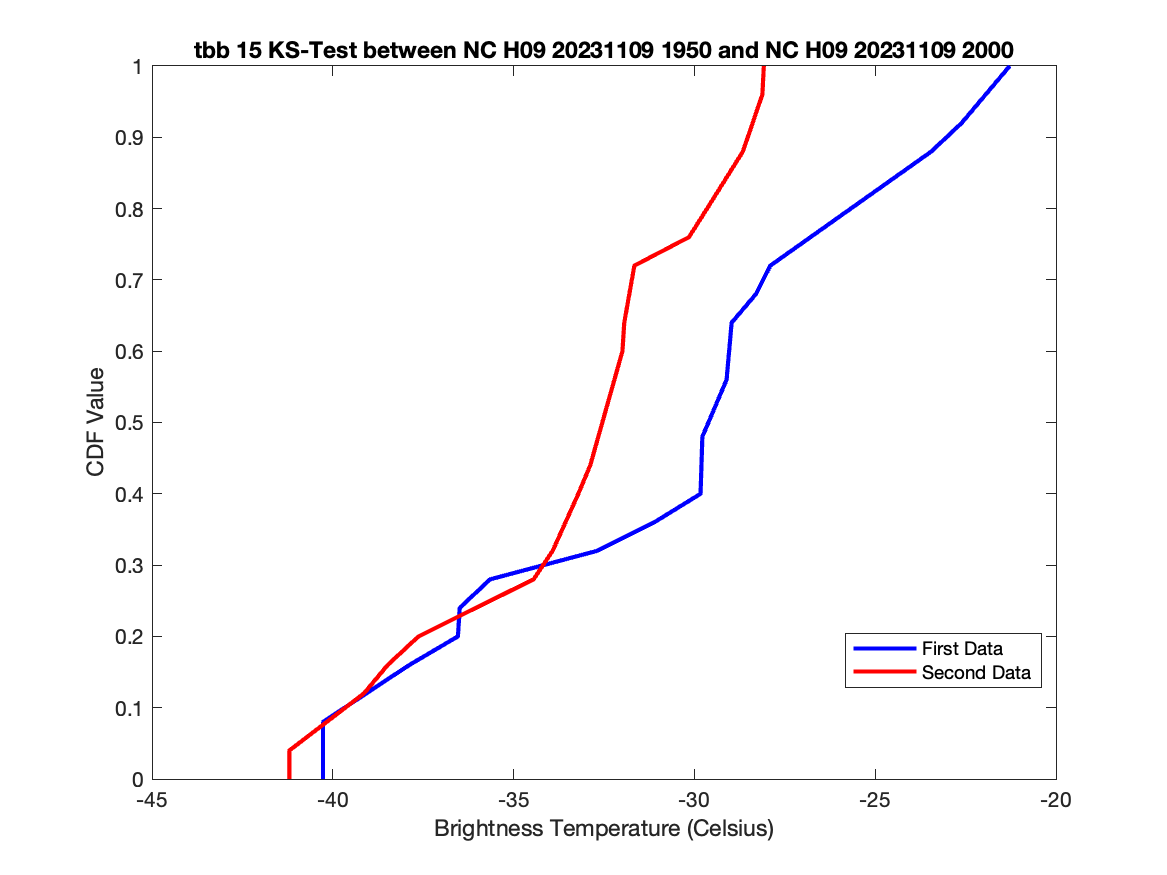 tbb 15 KS-Test between NC H09 20231109 1950 and NC H09 20231109 2000
1
0.9
0.8
0.7
0.6
0.5
0.4
0.3
0.2
0.1
0
CDF Value
First Data
Second Data
-45 -40 -35 -30 -25 -20
Brightness Temperature (Celsius)